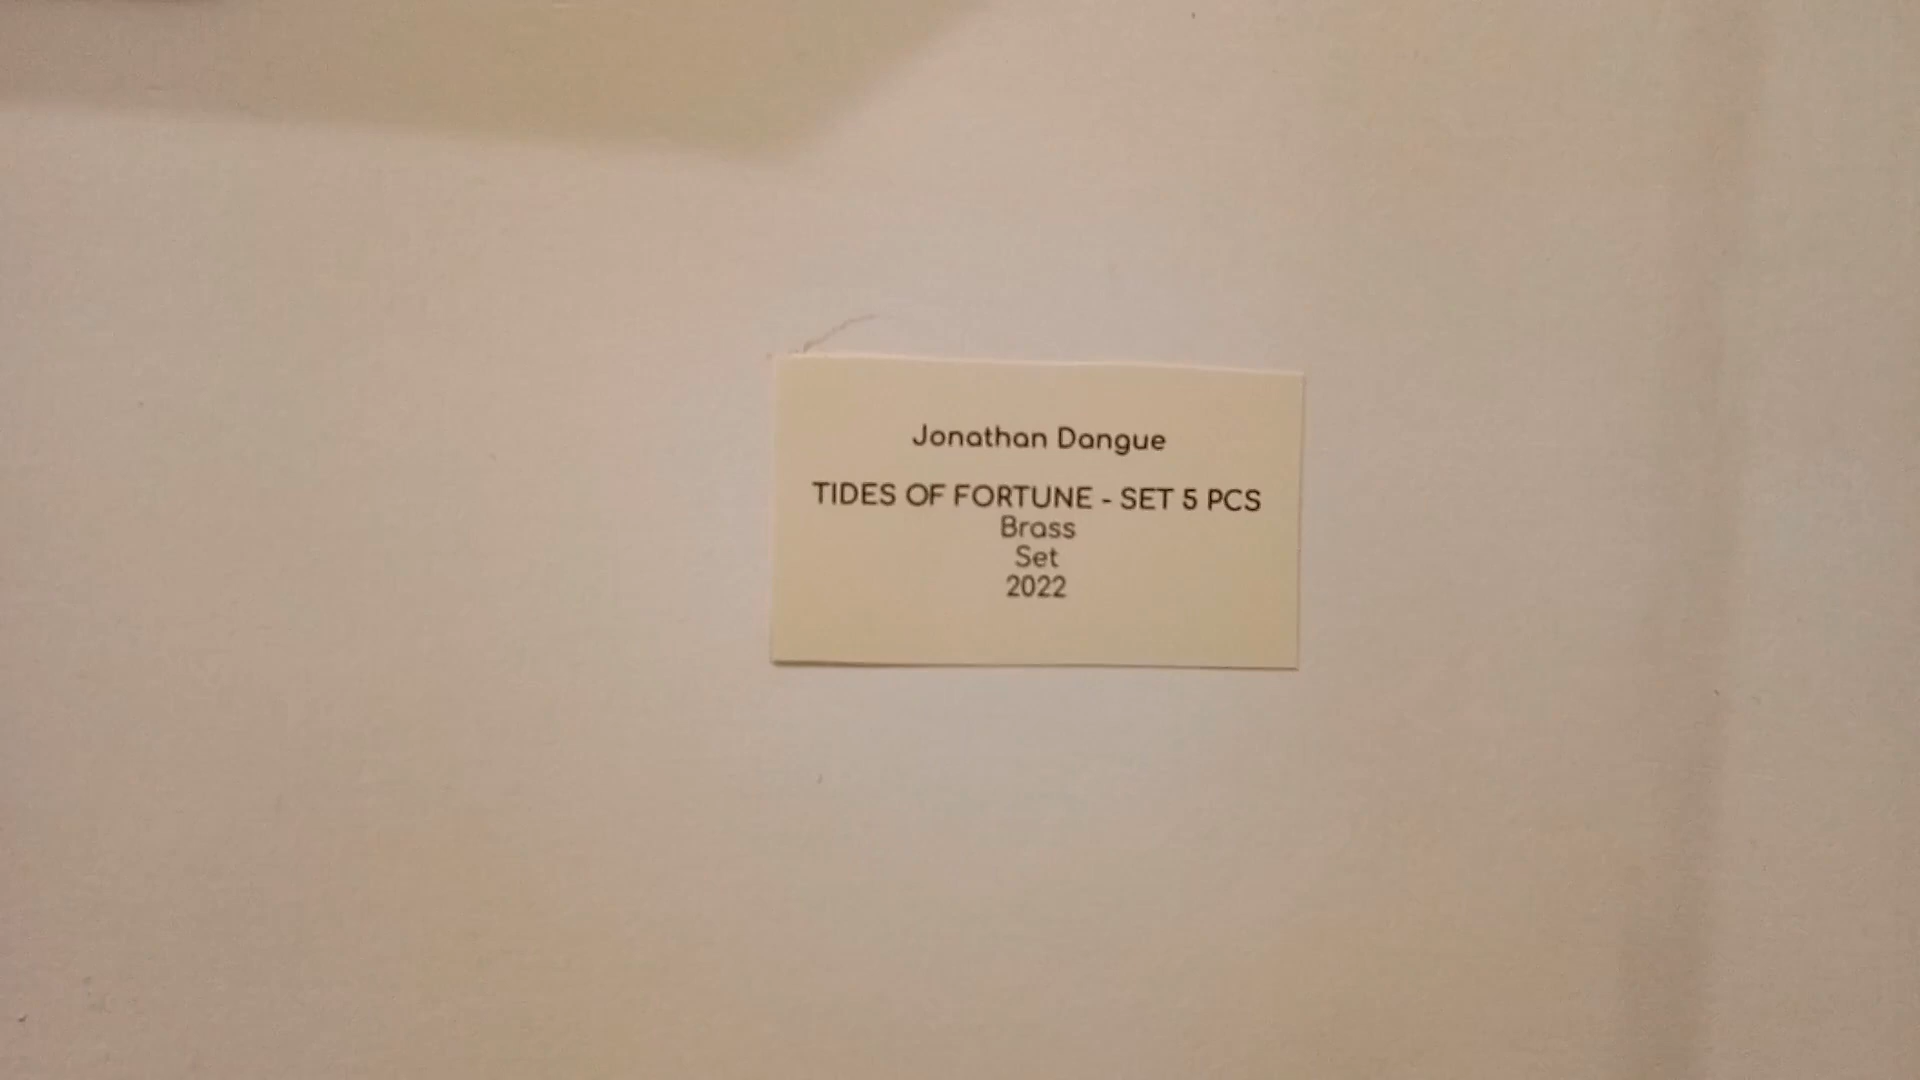 Jonathan Dangue
TIDES OF FORTUNE - SET 5 PCS
Brass
Set
2022